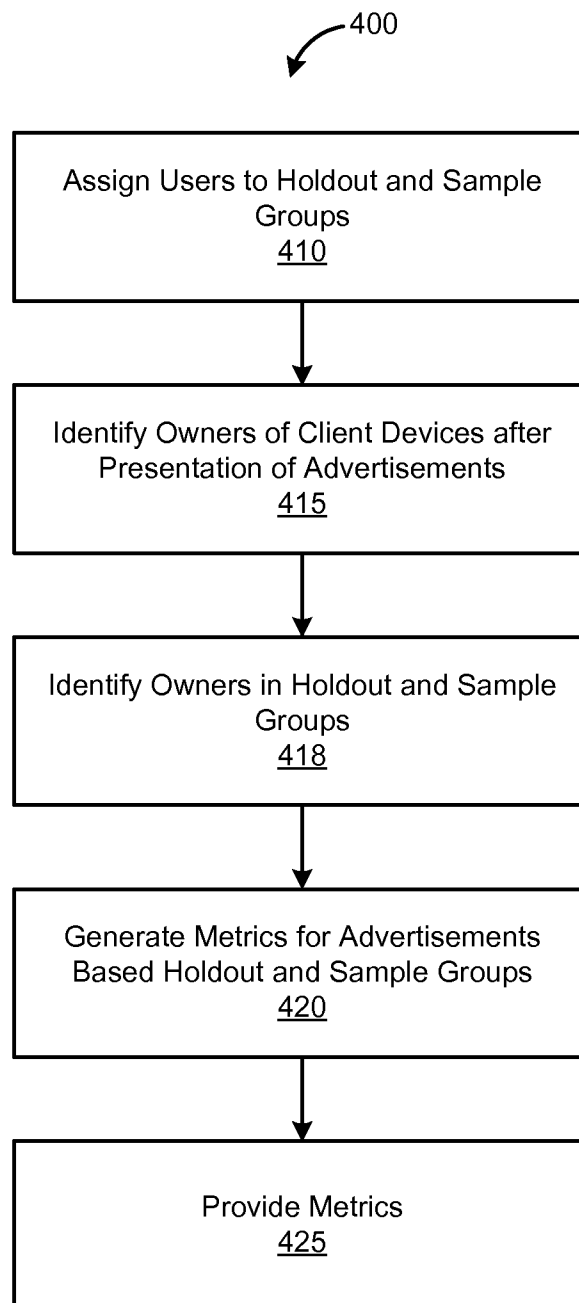 400
Assign Users to Holdout and Sample
Groups
410
Identify Owners of Client Devices after
Presentation of Advertisements
415
Identify Owners in Holdout and Sample
Groups
418
Generate Metrics for Advertisements
Based Holdout and Sample Groups
420
Provide Metrics
425